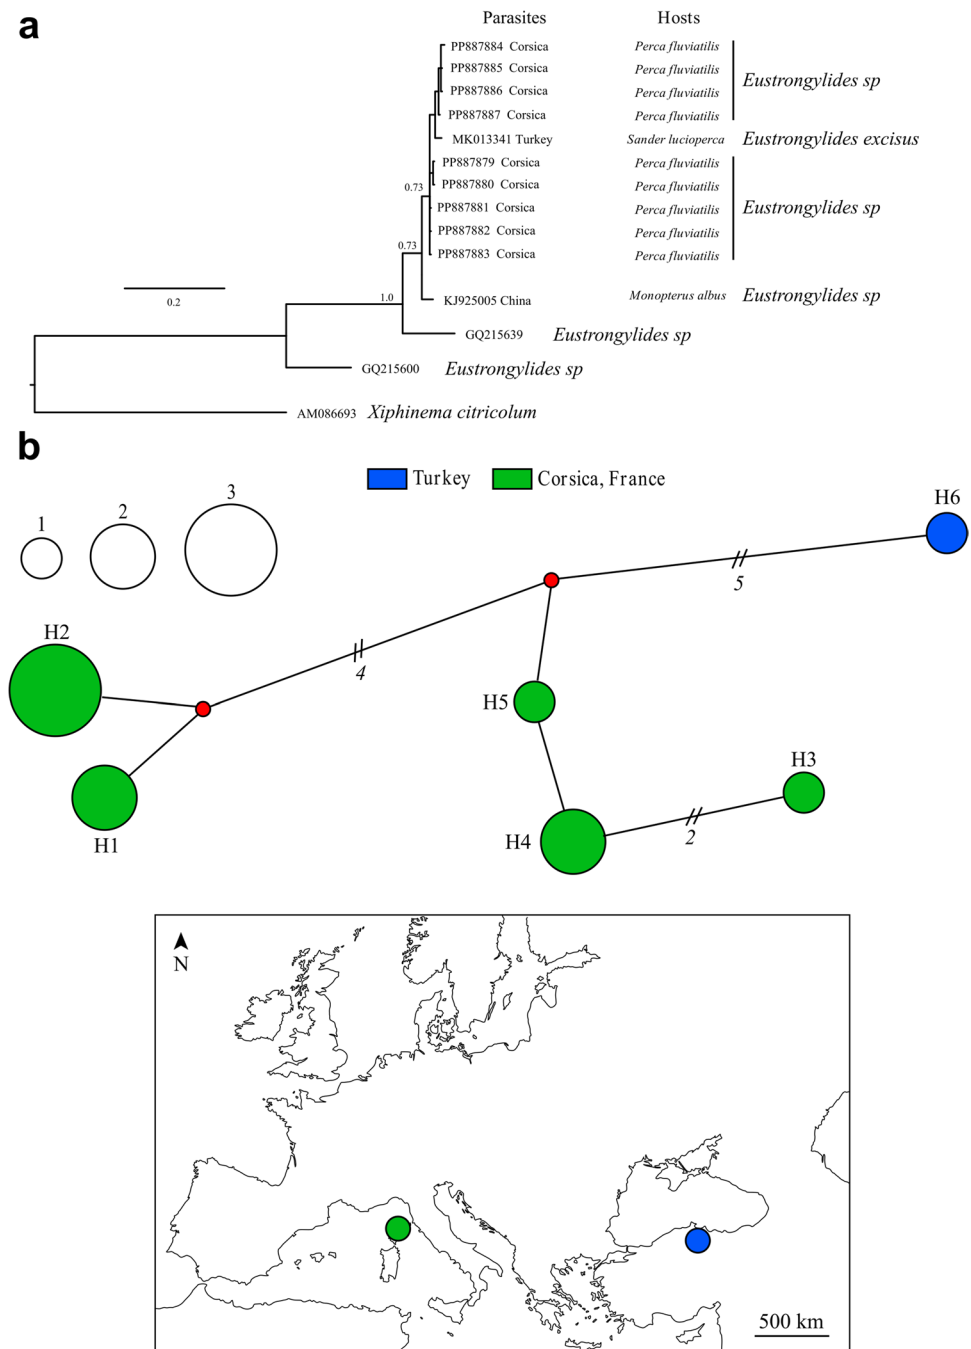 a
Parasites Hosts
PP887884 Corsica Perca fluviatilis
PP887885 Corsica Perca fluviatilis
Eustrongylides sp
PP887886 Corsica Perca fluviatilis
PP887887 Corsica Perca fluviatilis
MK013341 Turkey Sander lucioperca Eustrongylides excisus
PP887879 Corsica Perca fluviatilis
0.73
PP887880 Corsica Perca fluviatilis
PP887881 Corsica Perca fluviatilis Eustrongylides sp
PP887882 Corsica Perca fluviatilis
0.73
PP887883 Corsica Perca fluviatilis
1.0
0.2
KJ925005 China Monopterus albus Eustrongylides sp
GQ215639 Eustrongylides sp
GQ215600 Eustrongylides sp
AM086693 Xiphinema citricolum
b
Turkey Corsica, France
1 2 3
H6
5
H2
4
H5
H3
H1
H4
2
N
500 km